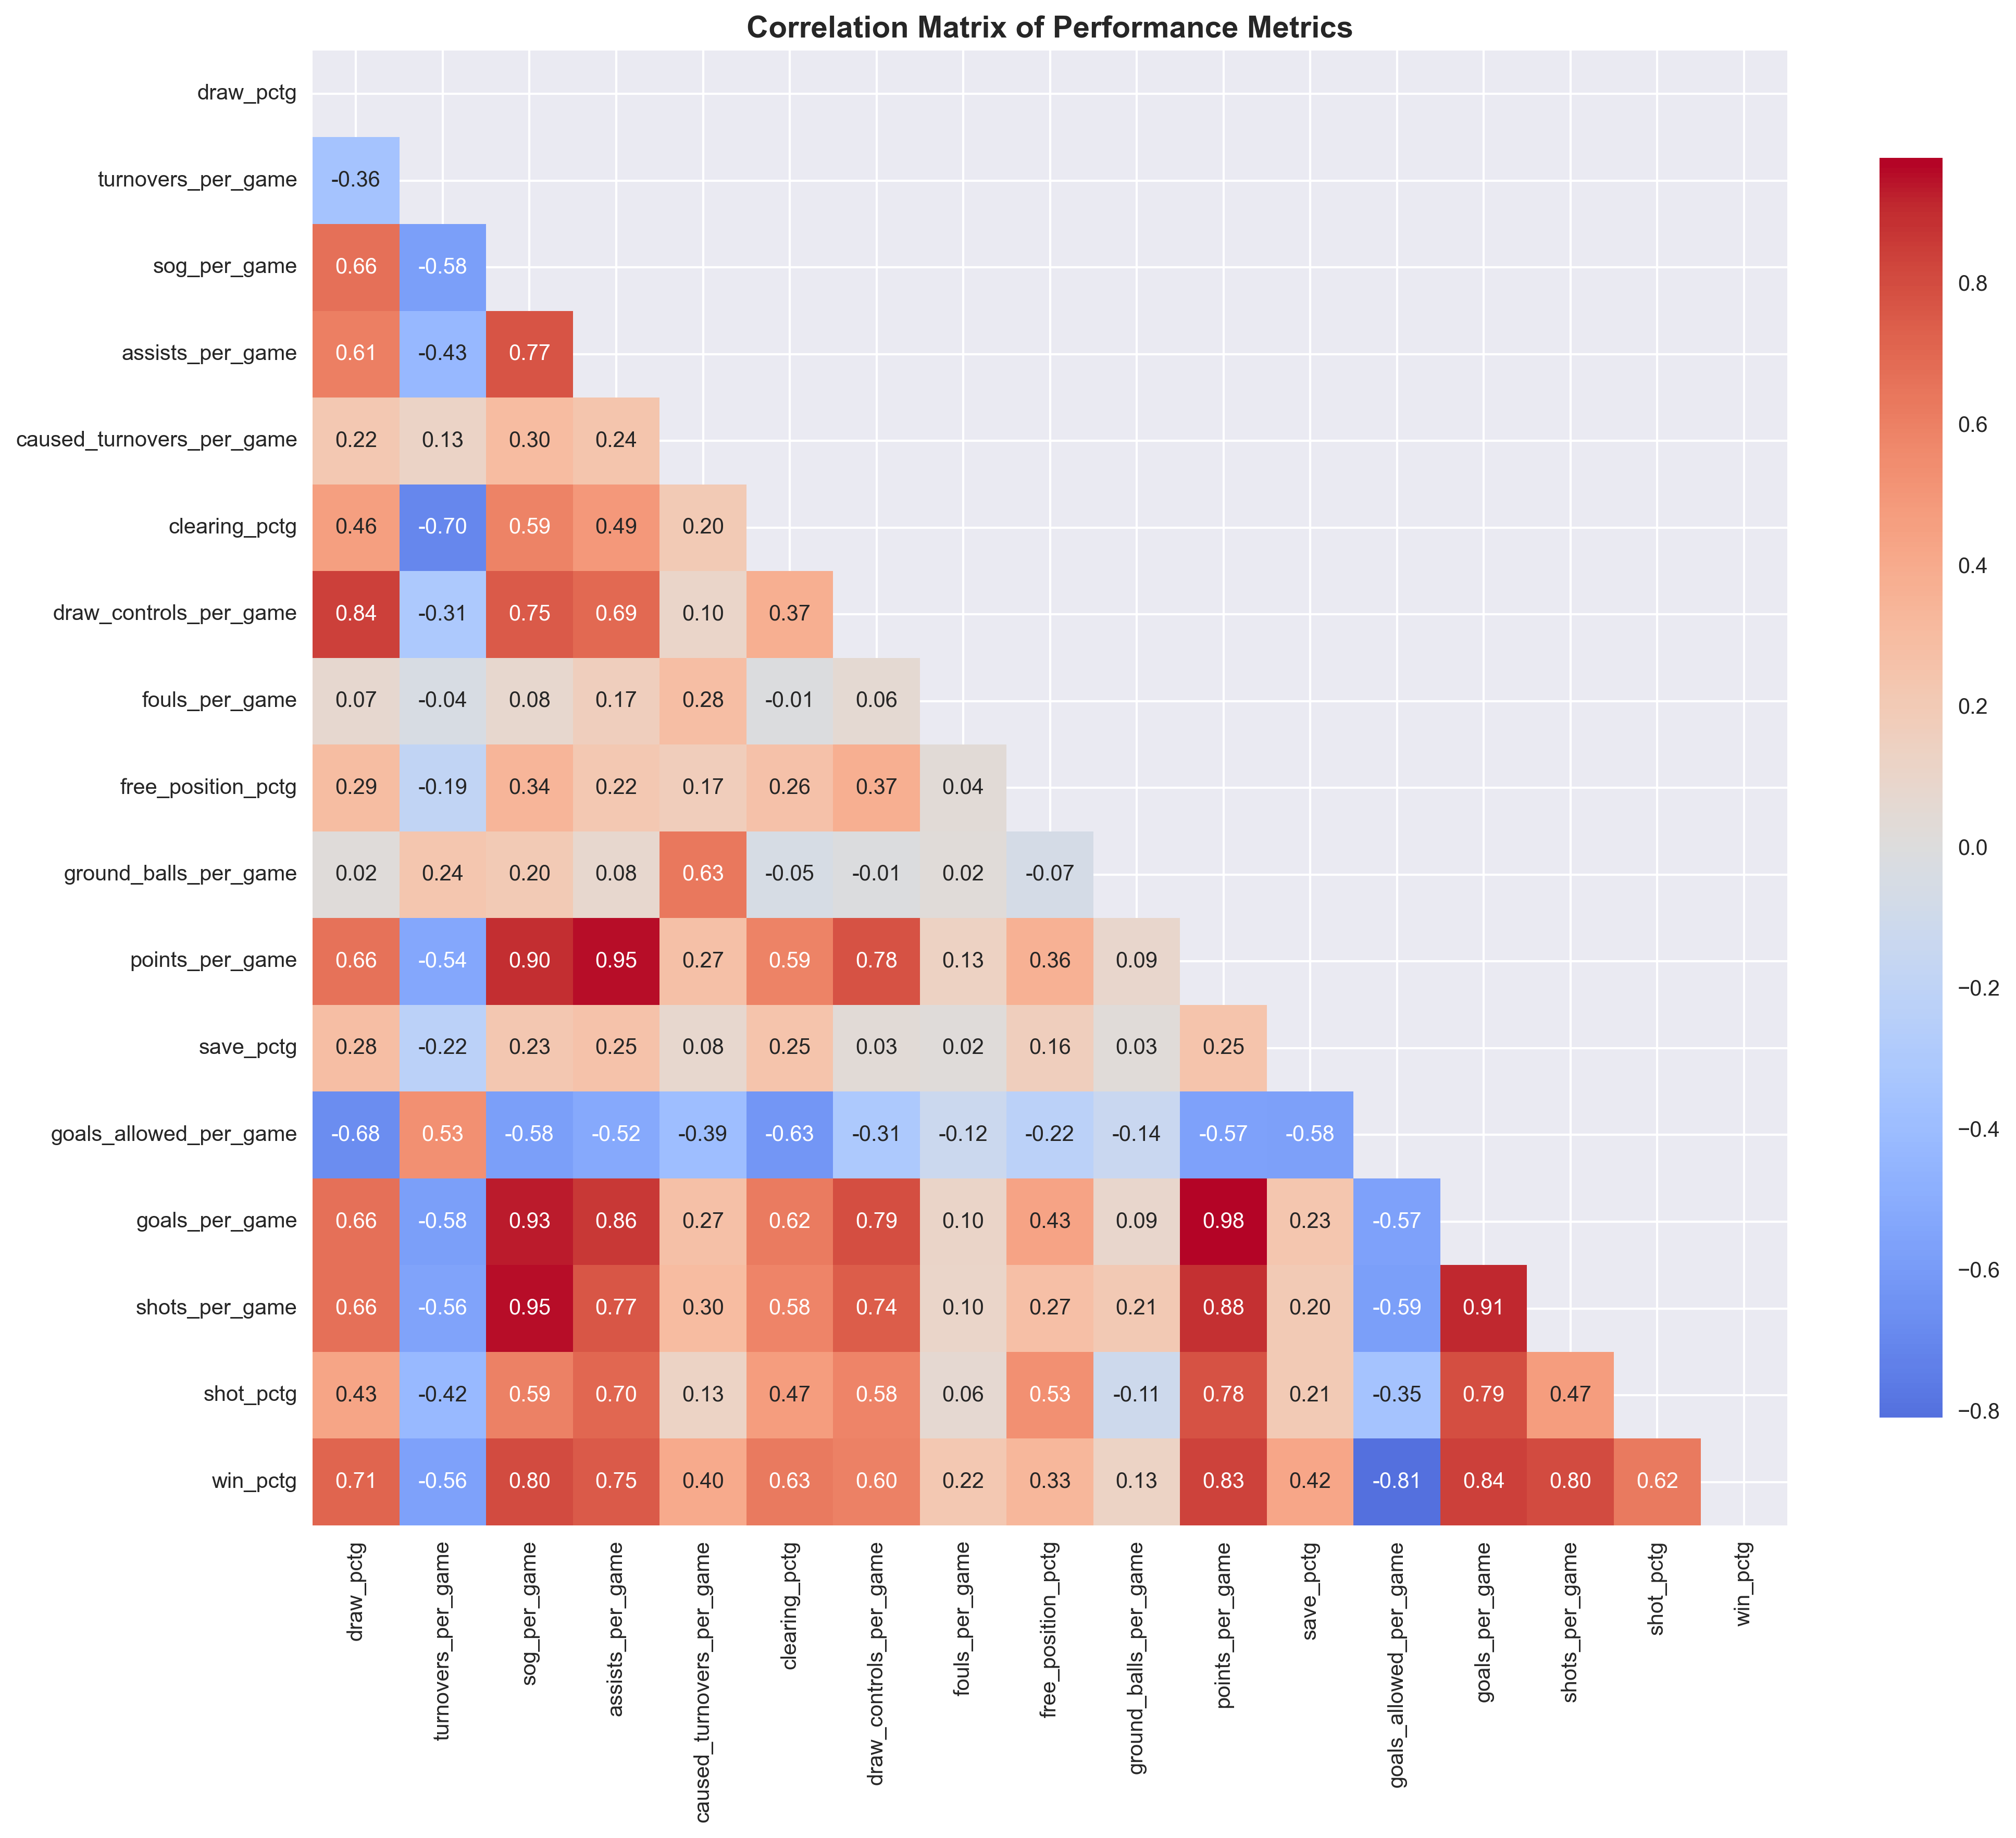 Correlation Matrix of Performance Metrics
draw_pctg
turnovers_per_game -0.36
sog_per_game 0.66 -0.58
assists_per_game 0.61 -0.43 0.77
caused_turnovers_per_game 0.22 0.13 0.30 0.24
clearing_pctg 0.46 -0.70 0.59 0.49 0.20
draw_controls_per_game 0.84 -0.31 0.75 0.69 0.10 0.37
fouls_per_game 0.07 -0.04 0.08 0.17 0.28 -0.01 0.06
free_position_pctg 0.29 -0.19 0.34 0.22 0.17 0.26 0.37 0.04
ground_balls_per_game 0.02 0.24 0.20 0.08 0.63 -0.05 -0.01 0.02 -0.07
points_per_game 0.66 -0.54 0.90 0.95 0.27 0.59 0.78 0.13 0.36 0.09
save_pctg 0.28 -0.22 0.23 0.25 0.08 0.25 0.03 0.02 0.16 0.03 0.25
goals_allowed_per_game -0.68 0.53 -0.58 -0.52 -0.39 -0.63 -0.31 -0.12 -0.22 -0.14 -0.57 -0.58
goals_per_game 0.66 -0.58 0.93 0.86 0.27 0.62 0.79 0.10 0.43 0.09 0.98 0.23 -0.57
shots_per_game 0.66 -0.56 0.95 0.77 0.30 0.58 0.74 0.10 0.27 0.21 0.88 0.20 -0.59 0.91
shot_pctg 0.43 -0.42 0.59 0.70 0.13 0.47 0.58 0.06 0.53 -0.11 0.78 0.21 -0.35 0.79 0.47
win_pctg 0.71 -0.56 0.80 0.75 0.40 0.63 0.60 0.22 0.33 0.13 0.83 0.42 -0.81 0.84 0.80 0.62
draw_pctg
turnovers_per_game
sog_per_game
assists_per_game
caused_turnovers_per_game
clearing_pctg
draw_controls_per_game
fouls_per_game
free_position_pctg
ground_balls_per_game
points_per_game
save_pctg
goals_allowed_per_game
goals_per_game
shots_per_game
shot_pctg
win_pctg
0.8
0.6
0.4
0.2
0.0
−0.2
−0.4
−0.6
−0.8